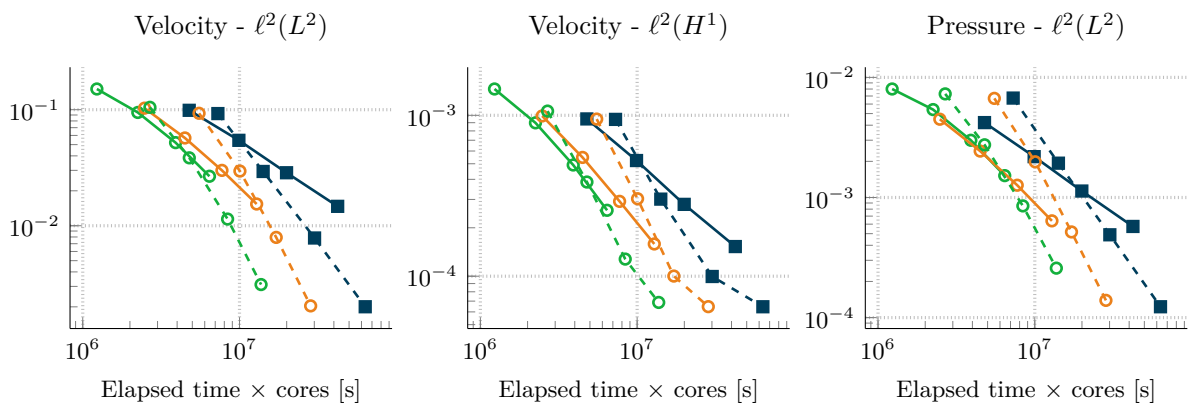 Velocity - ℓ²(L²)
10⁻¹
10⁻²
10⁶
10⁷
Elapsed time × cores [s]
Velocity - ℓ²(H¹)
10⁻³
10⁻⁴
10⁶
10⁷
Elapsed time × cores [s]
Pressure - ℓ²(L²)
10⁻²
10⁻³
10⁻⁴
10⁶
10⁷
Elapsed time × cores [s]